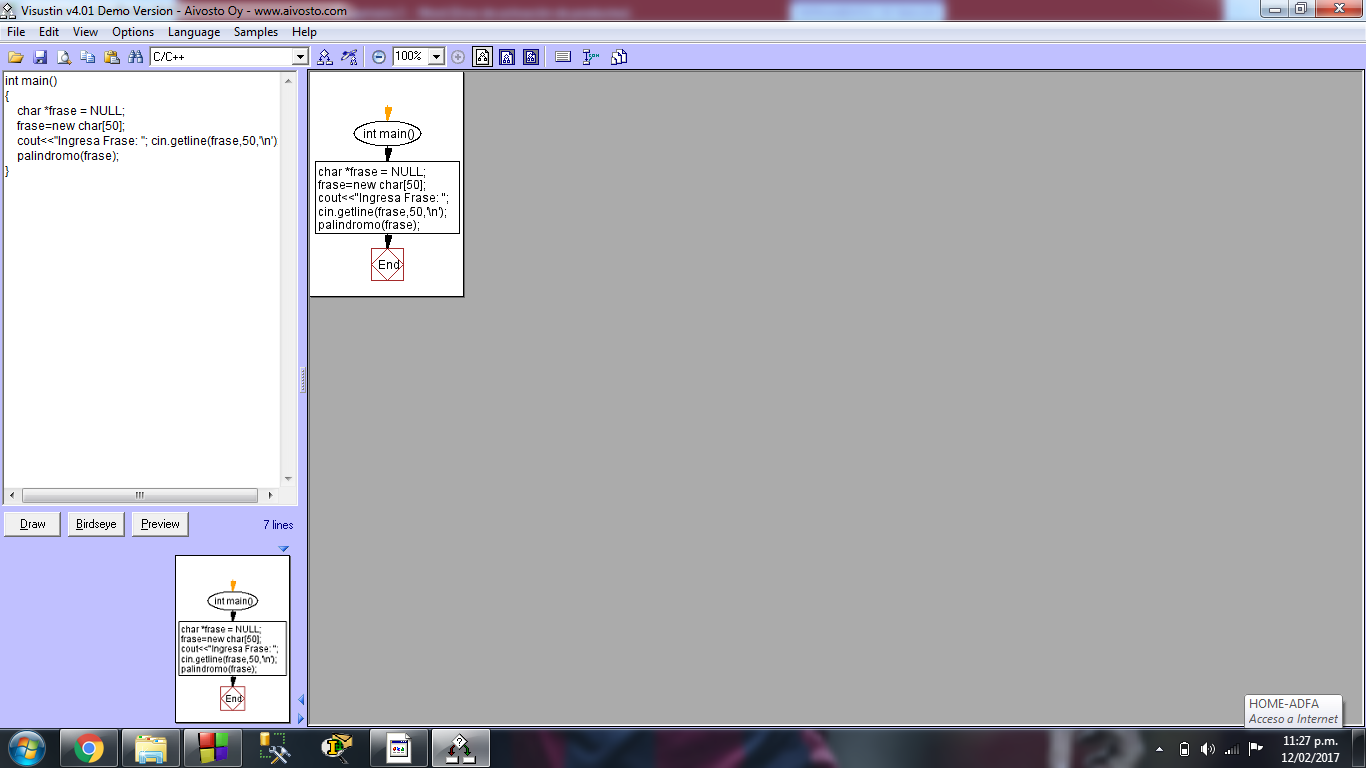 Visustin v4.01 Demo Version - Aivosto Oy - www.aivosto.com
File Edit View Options Language Samples Help
C/C++ 100%
int main()
{
char *frase = NULL;
frase=new char[50];
cout<<"Ingresa Frase: "; cin.getline(frase,50,'\n')
palindromo(frase);
}
Draw Birdseye Preview 7 lines
int main()
char *frase = NULL;
frase=new char[50];
cout<<"Ingresa Frase: ";
cin.getline(frase,50,'\n');
palindromo(frase);
End
int main()
char *frase = NULL;
frase=new char[50];
cout<<"Ingresa Frase: ";
cin.getline(frase,50,'\n');
palindromo(frase);
End
HOME-ADFA
Acceso a Internet
11:27 p.m.
12/02/2017